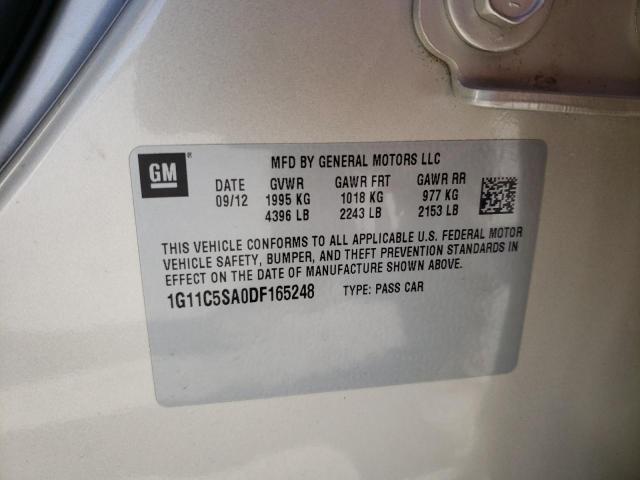 GM ®
MFD BY GENERAL MOTORS LLC
DATE GVWR GAWR FRT GAWR RR
09/12 1995 KG 1018 KG 977 KG
4396 LB 2243 LB 2153 LB
THIS VEHICLE CONFORMS TO ALL APPLICABLE U.S. FEDERAL MOTOR
VEHICLE SAFETY, BUMPER, AND THEFT PREVENTION STANDARDS IN
EFFECT ON THE DATE OF MANUFACTURE SHOWN ABOVE.
1G11C5SA0DF165248 TYPE: PASS CAR